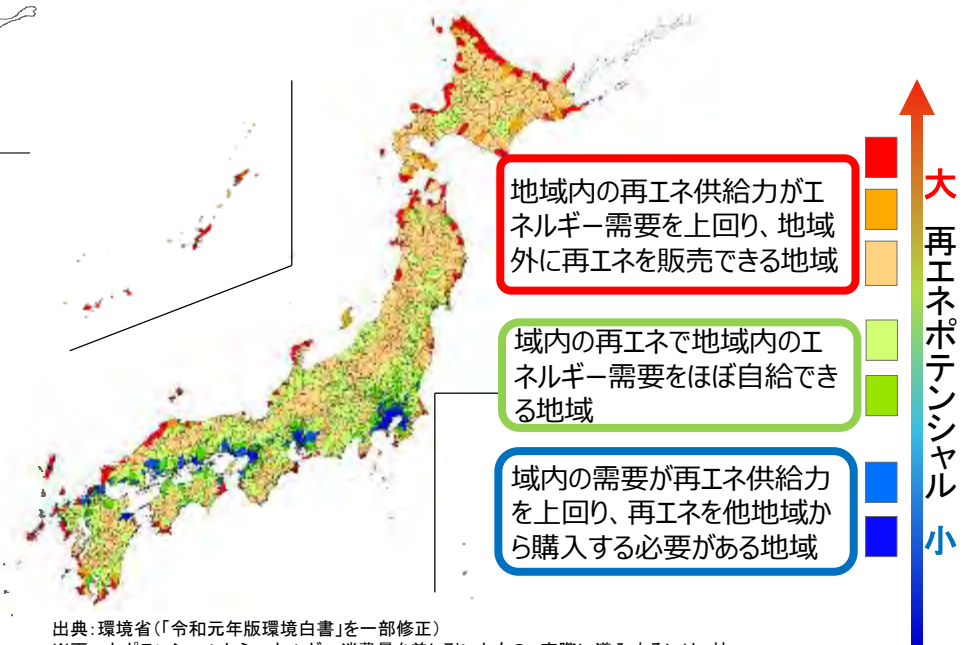 地域内の再エネ供給力がエ
ネルギー需要を上回り、地域
外に再エネを販売できる地域
域内の再エネで地域内のエ
ネルギー需要をほぼ自給でき
る地域
域内の需要が再エネ供給力
を上回り、再エネを他地域か
ら購入する必要がある地域
大
再エネポテンシャル
小
出典:環境省(「令和元年版環境白書」を一部修正)